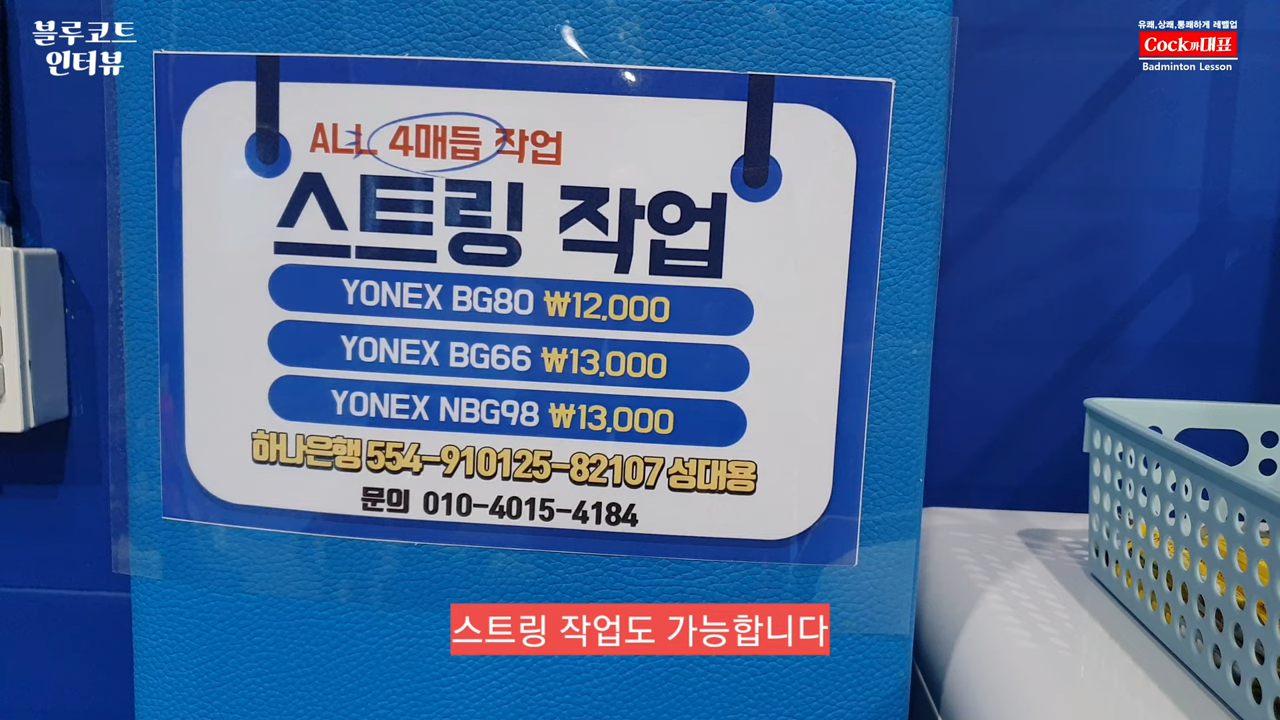 블루코트
인터뷰
유쾌,상쾌,통쾌하게 레벨업
Cock까대표
Badminton Lesson
ALL 4매듭 작업
스트링 작업
YONEX BG80 ₩12,000
YONEX BG66 ₩13,000
YONEX NBG98 ₩13,000
하나은행 554-910125-82107 성대용
문의 010-4015-4184
스트링 작업도 가능합니다